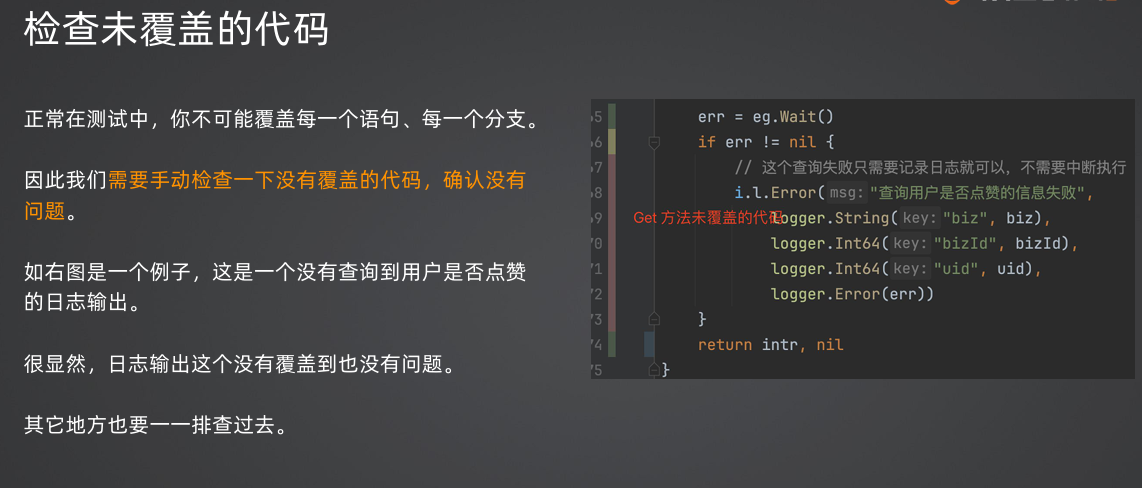 检查未覆盖的代码
正常在测试中，你不可能覆盖每一个语句、每一个分支。
因此我们需要手动检查一下没有覆盖的代码，确认没有
问题。
如右图是一个例子，这是一个没有查询到用户是否点赞
的日志输出。
很显然，日志输出这个没有覆盖到也没有问题。
其它地方也要一一排查过去。
65 err = eg.Wait()
66 if err != nil {
67 // 这个查询失败只需要记录日志就可以，不需要中断执行
68 i.l.Error( msg: "查询用户是否点赞的信息失败",
Get 方法未覆盖的代码
69 logger.String( key: "biz", biz),
70 logger.Int64( key: "bizId", bizId),
71 logger.Int64( key: "uid", uid),
72 logger.Error(err))
73 }
74 return intr, nil
75 }